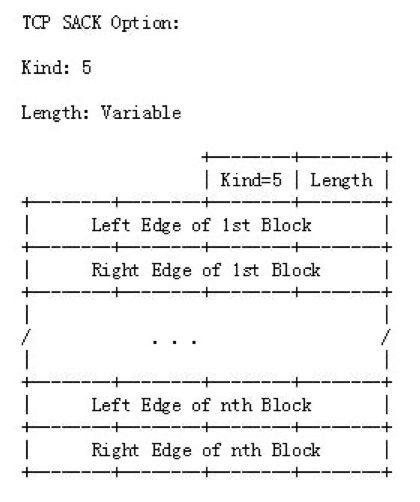 TCP SACK Option:
Kind: 5
Length: Variable
| Kind=5 | Length |
| Left Edge of 1st Block |
| Right Edge of 1st Block |
/ . . . /
| Left Edge of nth Block |
| Right Edge of nth Block |